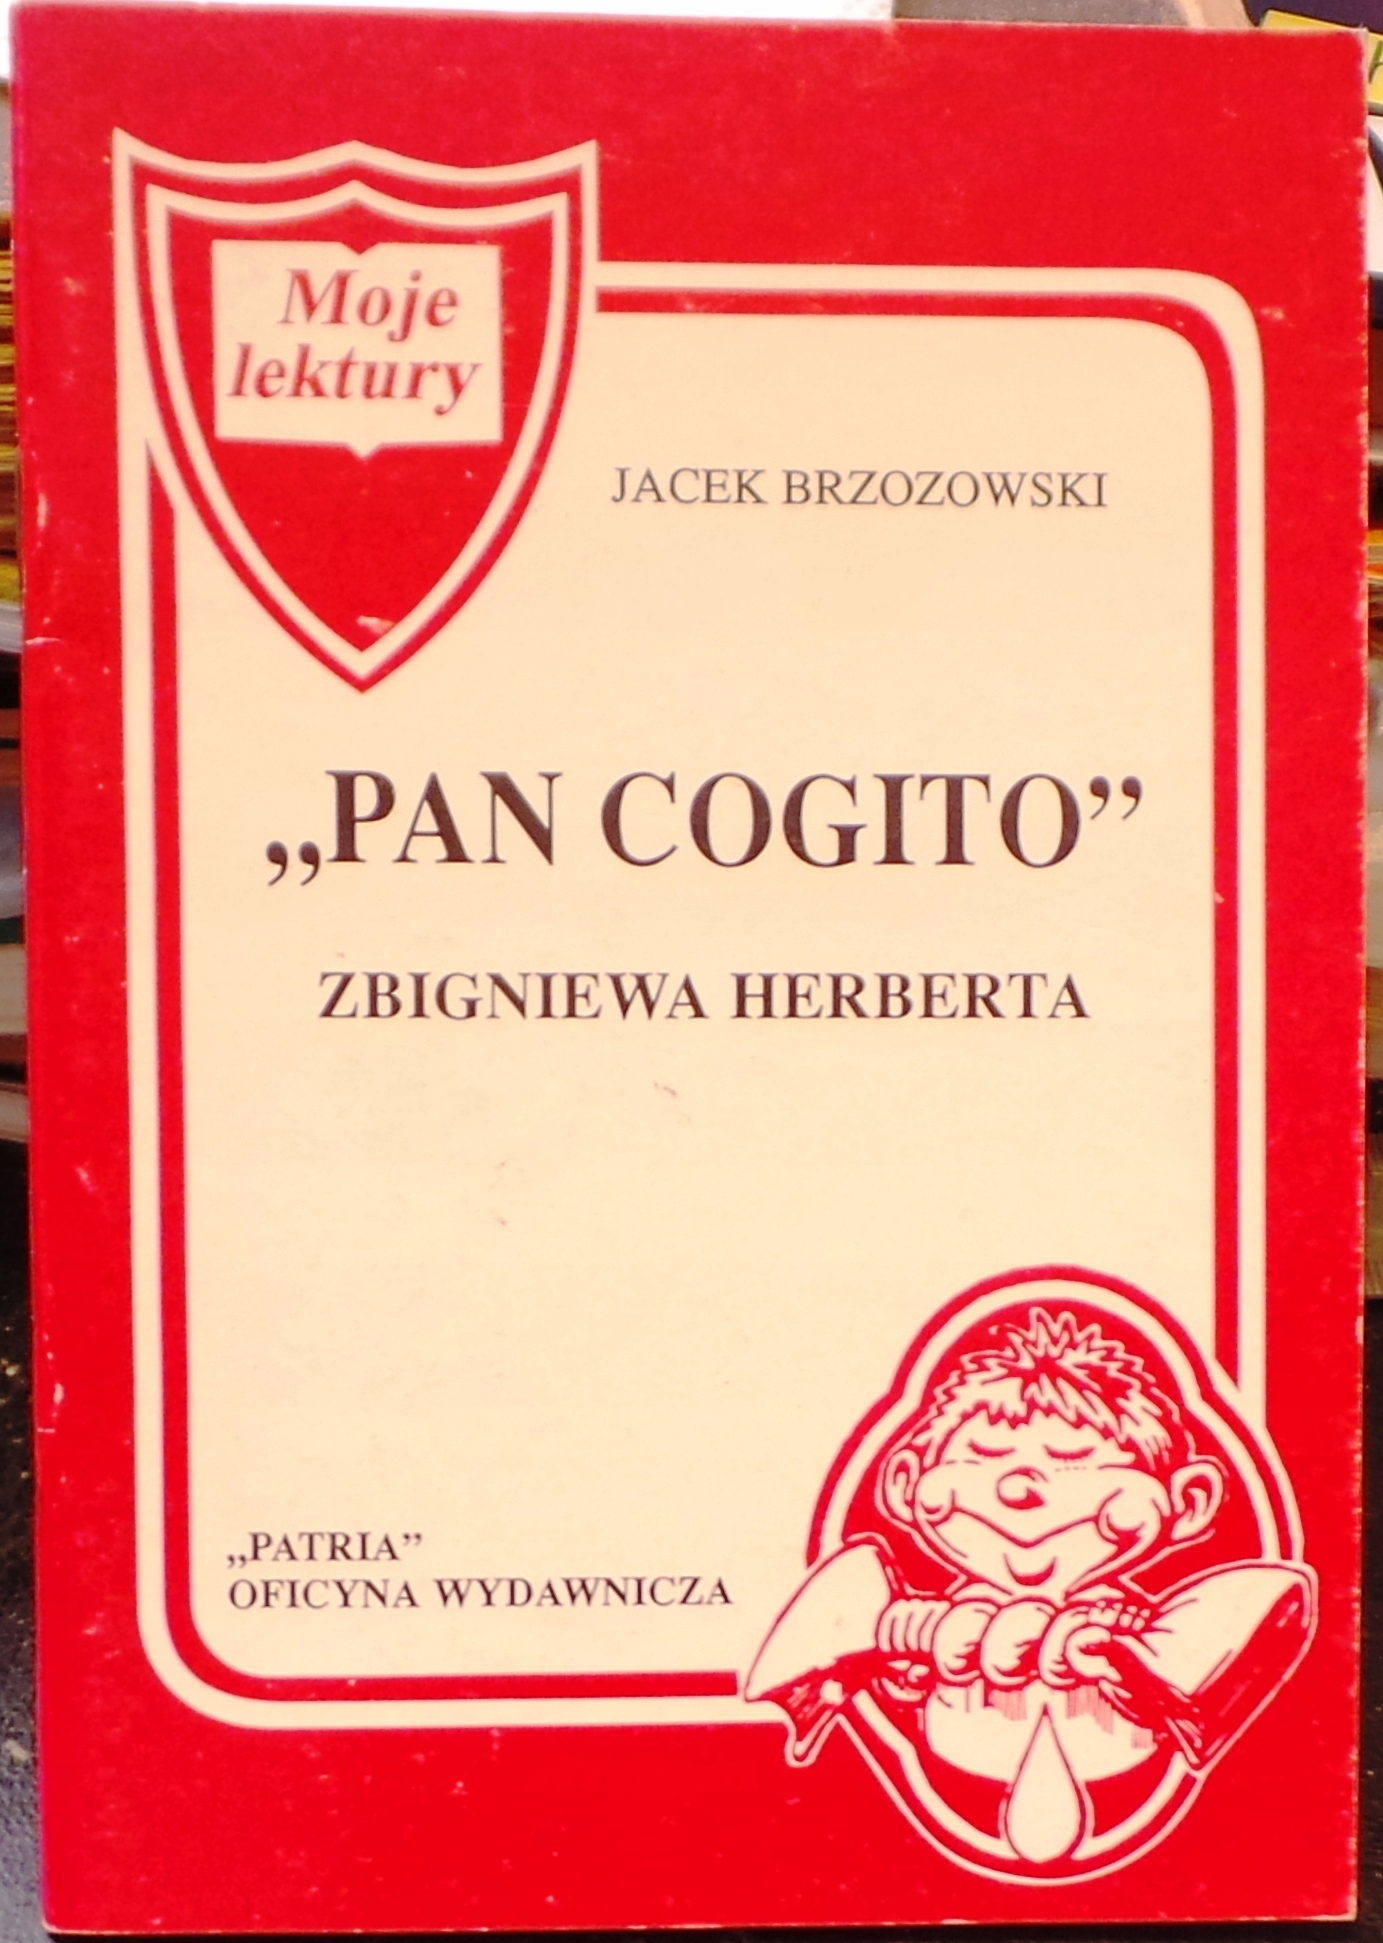 Moje
lektury
JACEK BRZOZOWSKI
„PAN COGITO”
ZBIGNIEWA HERBERTA
„PATRIA”
OFICYNA WYDAWNICZA